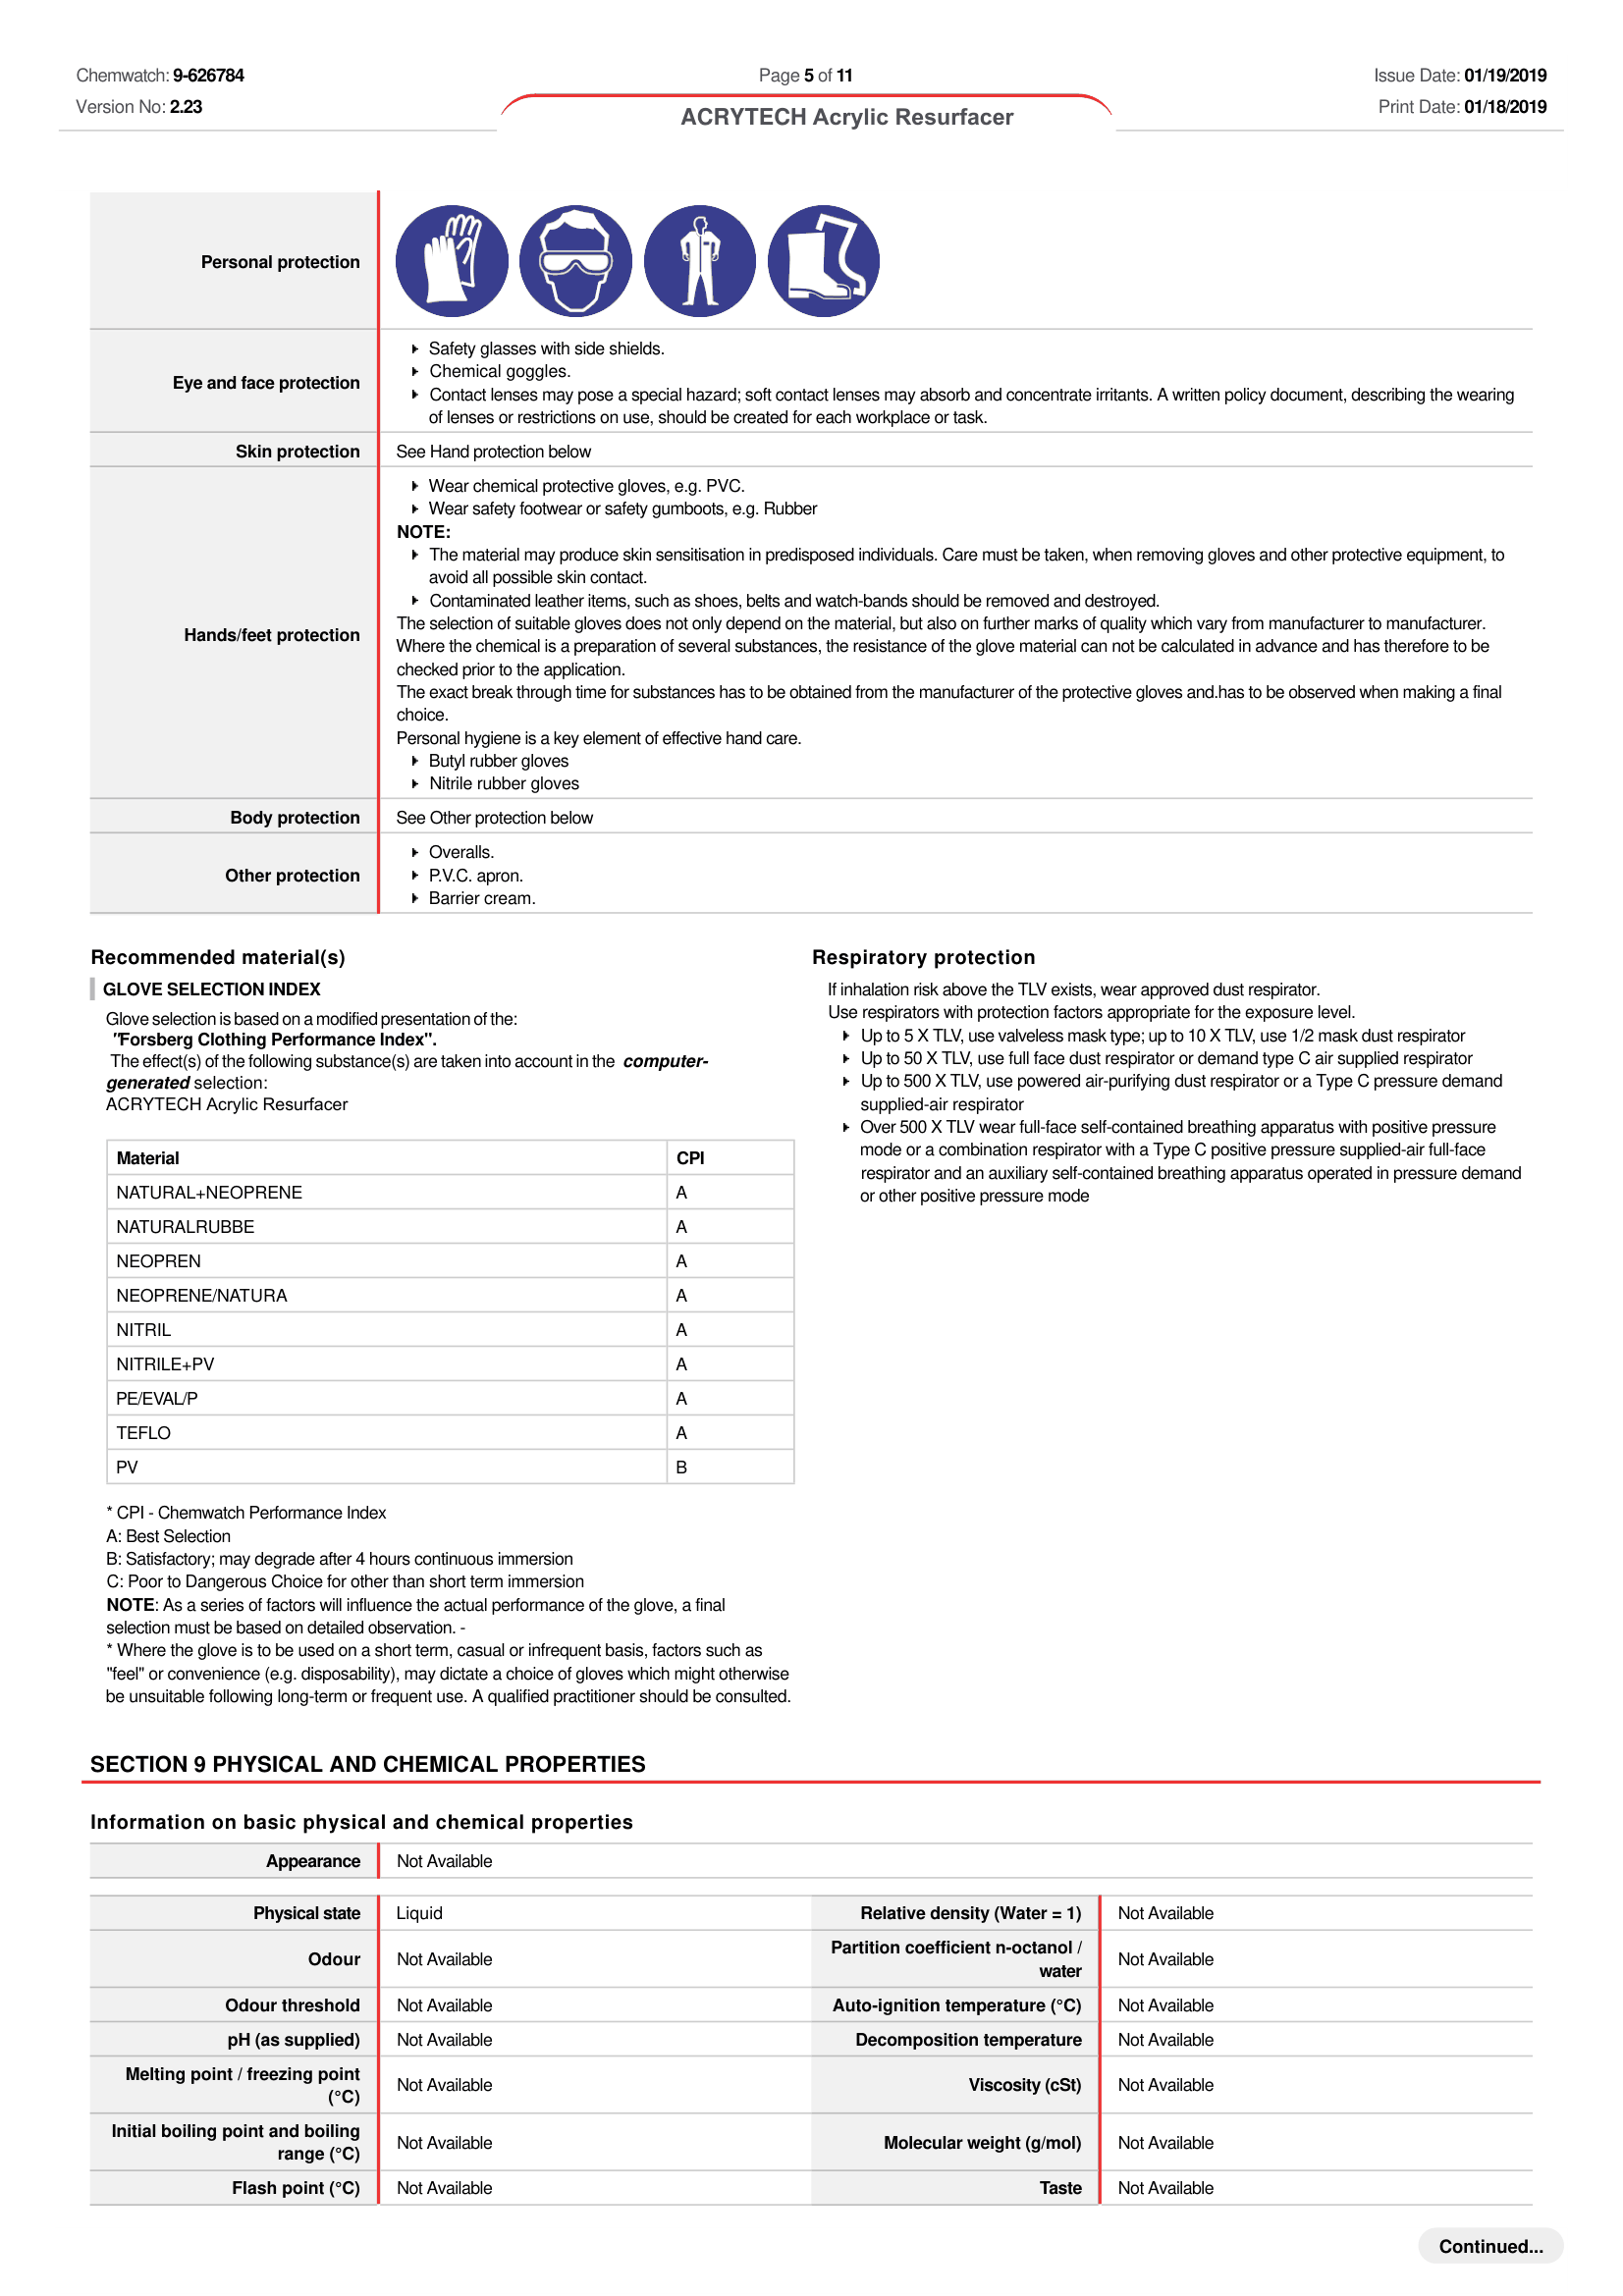 Chemwatch: 9-626784
Page 5 of 11
Issue Date: 01/19/2019
Version No: 2.23
ACRYTECH Acrylic Resurfacer
Print Date: 01/18/2019
Personal protection
Eye and face protection
Safety glasses with side shields.
Chemical goggles.
Contact lenses may pose a special hazard; soft contact lenses may absorb and concentrate irritants. A written policy document, describing the wearing
of lenses or restrictions on use, should be created for each workplace or task.
Skin protection
See Hand protection below
Hands/feet protection
Wear chemical protective gloves, e.g. PVC.
Wear safety footwear or safety gumboots, e.g. Rubber
NOTE:
The material may produce skin sensitisation in predisposed individuals. Care must be taken, when removing gloves and other protective equipment, to
avoid all possible skin contact.
Contaminated leather items, such as shoes, belts and watch-bands should be removed and destroyed.
The selection of suitable gloves does not only depend on the material, but also on further marks of quality which vary from manufacturer to manufacturer.
Where the chemical is a preparation of several substances, the resistance of the glove material can not be calculated in advance and has therefore to be
checked prior to the application.
The exact break through time for substances has to be obtained from the manufacturer of the protective gloves and.has to be observed when making a final
choice.
Personal hygiene is a key element of effective hand care.
Butyl rubber gloves
Nitrile rubber gloves
Body protection
See Other protection below
Other protection
Overalls.
P.V.C. apron.
Barrier cream.
Recommended material(s)
GLOVE SELECTION INDEX
Glove selection is based on a modified presentation of the:
"Forsberg Clothing Performance Index".
The effect(s) of the following substance(s) are taken into account in the computer-
generated selection:
ACRYTECH Acrylic Resurfacer
Material CPI
NATURAL+NEOPRENE A
NATURALRUBBE A
NEOPREN A
NEOPRENE/NATURA A
NITRIL A
NITRILE+PV A
PE/EVAL/P A
TEFLO A
PV B
* CPI - Chemwatch Performance Index
A: Best Selection
B: Satisfactory; may degrade after 4 hours continuous immersion
C: Poor to Dangerous Choice for other than short term immersion
NOTE: As a series of factors will influence the actual performance of the glove, a final
selection must be based on detailed observation. -
* Where the glove is to be used on a short term, casual or infrequent basis, factors such as
"feel" or convenience (e.g. disposability), may dictate a choice of gloves which might otherwise
be unsuitable following long-term or frequent use. A qualified practitioner should be consulted.
Respiratory protection
If inhalation risk above the TLV exists, wear approved dust respirator.
Use respirators with protection factors appropriate for the exposure level.
Up to 5 X TLV, use valveless mask type; up to 10 X TLV, use 1/2 mask dust respirator
Up to 50 X TLV, use full face dust respirator or demand type C air supplied respirator
Up to 500 X TLV, use powered air-purifying dust respirator or a Type C pressure demand
supplied-air respirator
Over 500 X TLV wear full-face self-contained breathing apparatus with positive pressure
mode or a combination respirator with a Type C positive pressure supplied-air full-face
respirator and an auxiliary self-contained breathing apparatus operated in pressure demand
or other positive pressure mode
SECTION 9 PHYSICAL AND CHEMICAL PROPERTIES
Information on basic physical and chemical properties
Appearance Not Available
Physical state Liquid Relative density (Water = 1) Not Available
Odour Not Available Partition coefficient n-octanol /
water Not Available
Odour threshold Not Available Auto-ignition temperature (°C) Not Available
pH (as supplied) Not Available Decomposition temperature Not Available
Melting point / freezing point
(°C) Not Available Viscosity (cSt) Not Available
Initial boiling point and boiling
range (°C) Not Available Molecular weight (g/mol) Not Available
Flash point (°C) Not Available Taste Not Available
Continued...